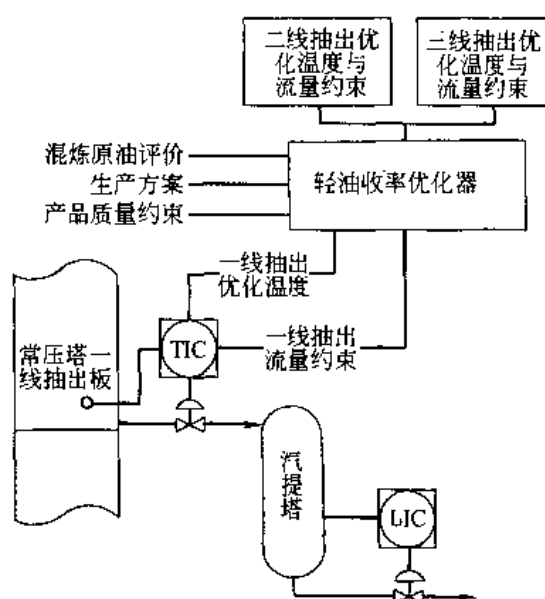 二线抽出优
化温度与
流量约束
三线抽出优
化温度与
流量约束
混炼原油评价
生产方案
产品质量约束
轻油收率优化器
一线抽出
优化温度
常压塔一
线抽出板
TIC
一线抽出
流量约束
汽提塔
LIC